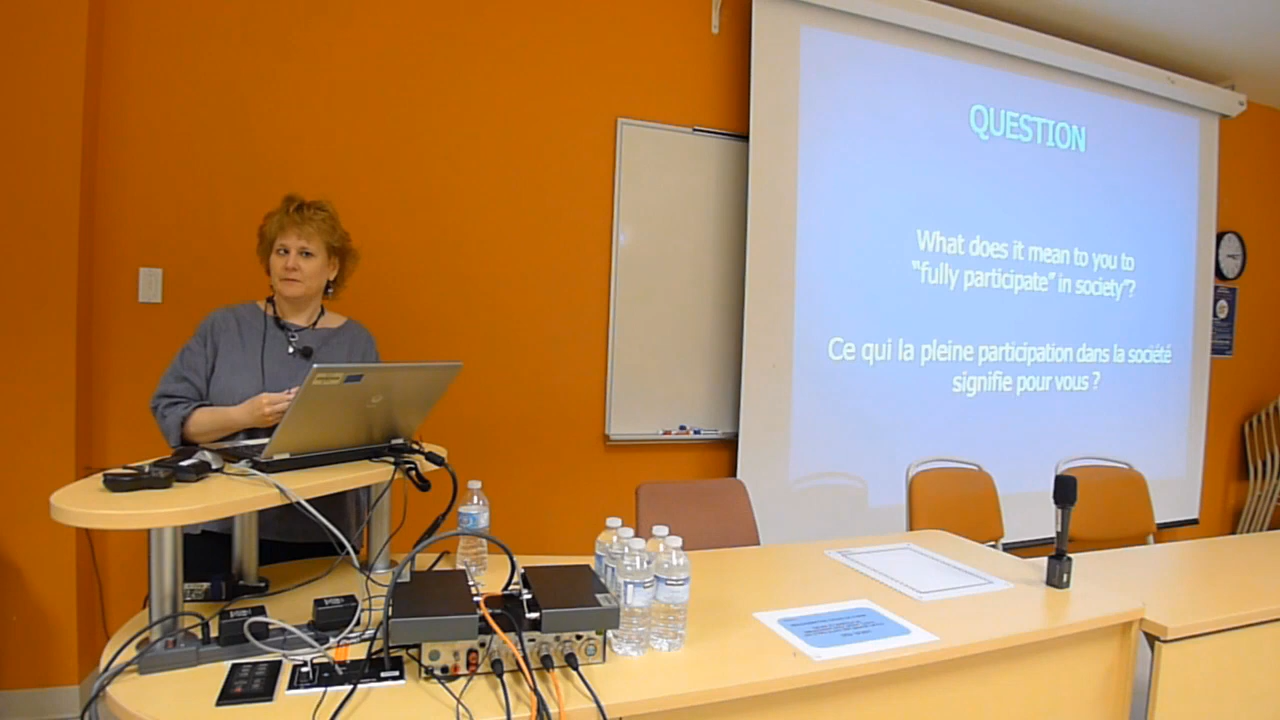 QUESTION
What does it mean to you to
“fully participate” in society”?
Ce qui la pleine participation dans la société
signifie pour vous ?